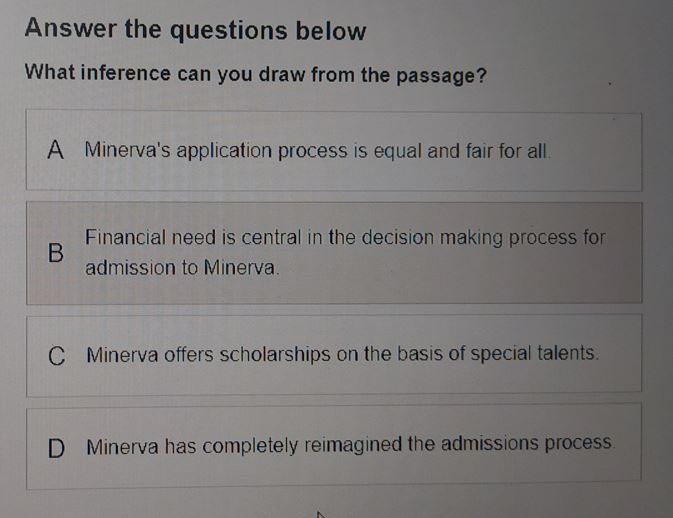 Answer the questions below
What inference can you draw from the passage?
A Minerva's application process is equal and fair for all.
Financial need is central in the decision making process for
B
admission to Minerva.
C Minerva offers scholarships on the basis of special talents.
D Minerva has completely reimagined the admissions process.